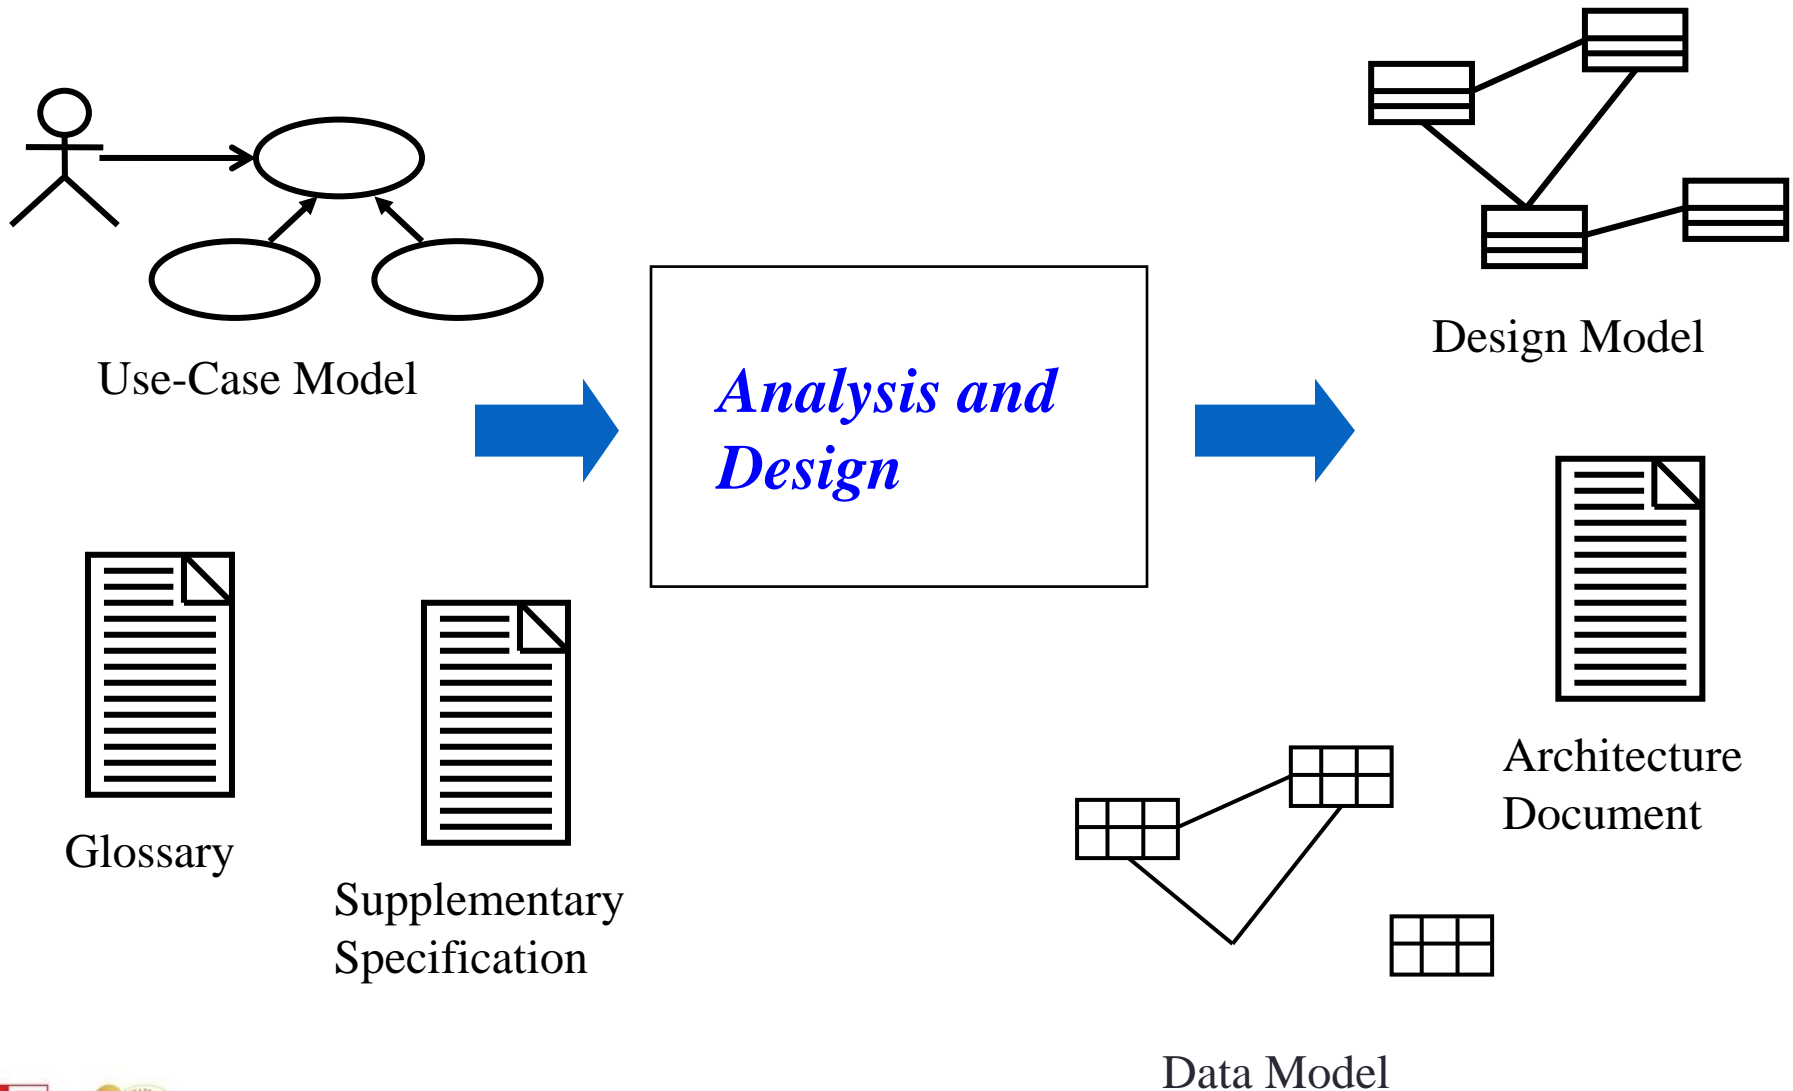 Use-Case Model
Glossary
Supplementary
Specification
Analysis and
Design
Design Model
Architecture
Document
Data Model